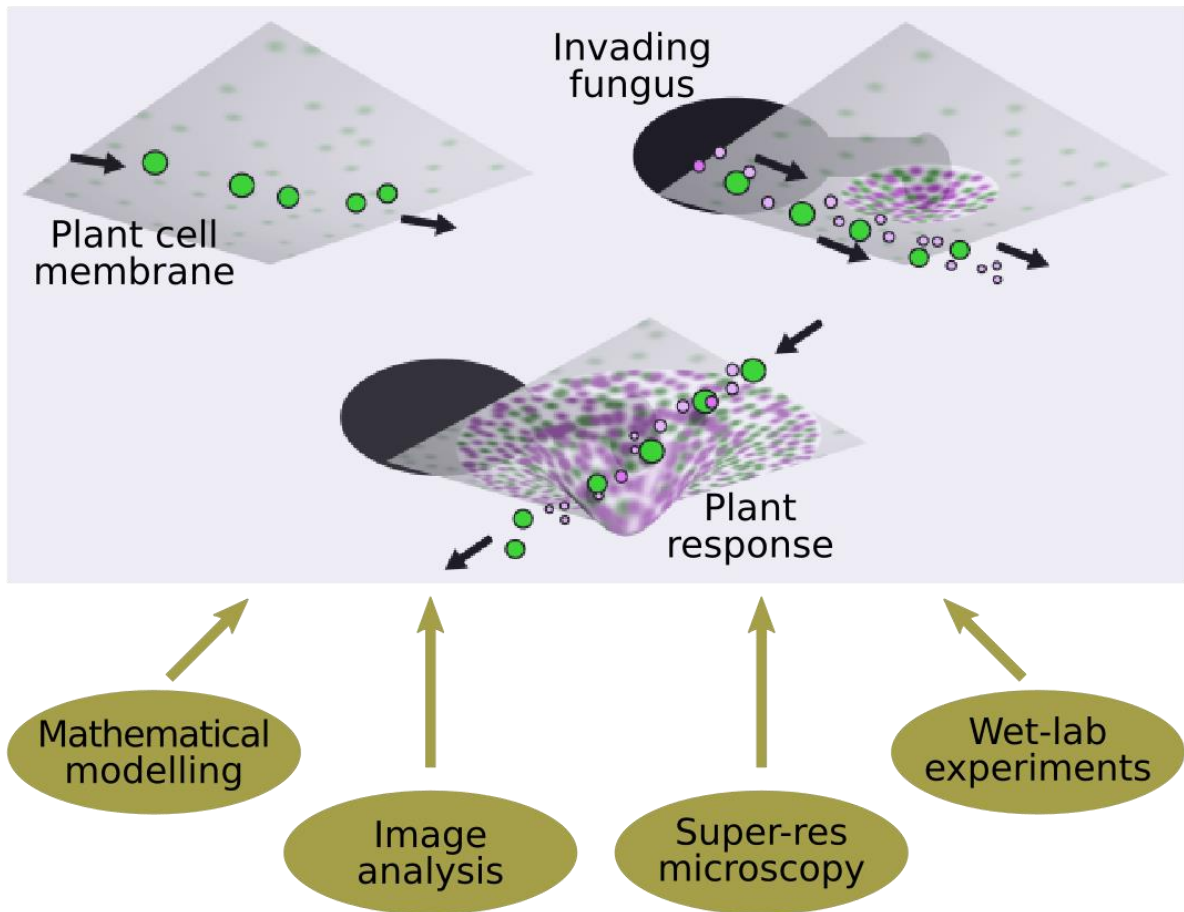 Invading
fungus
Plant cell
membrane
Plant
response
Mathematical
modelling
Image
analysis
Super-res
microscopy
Wet-lab
experiments